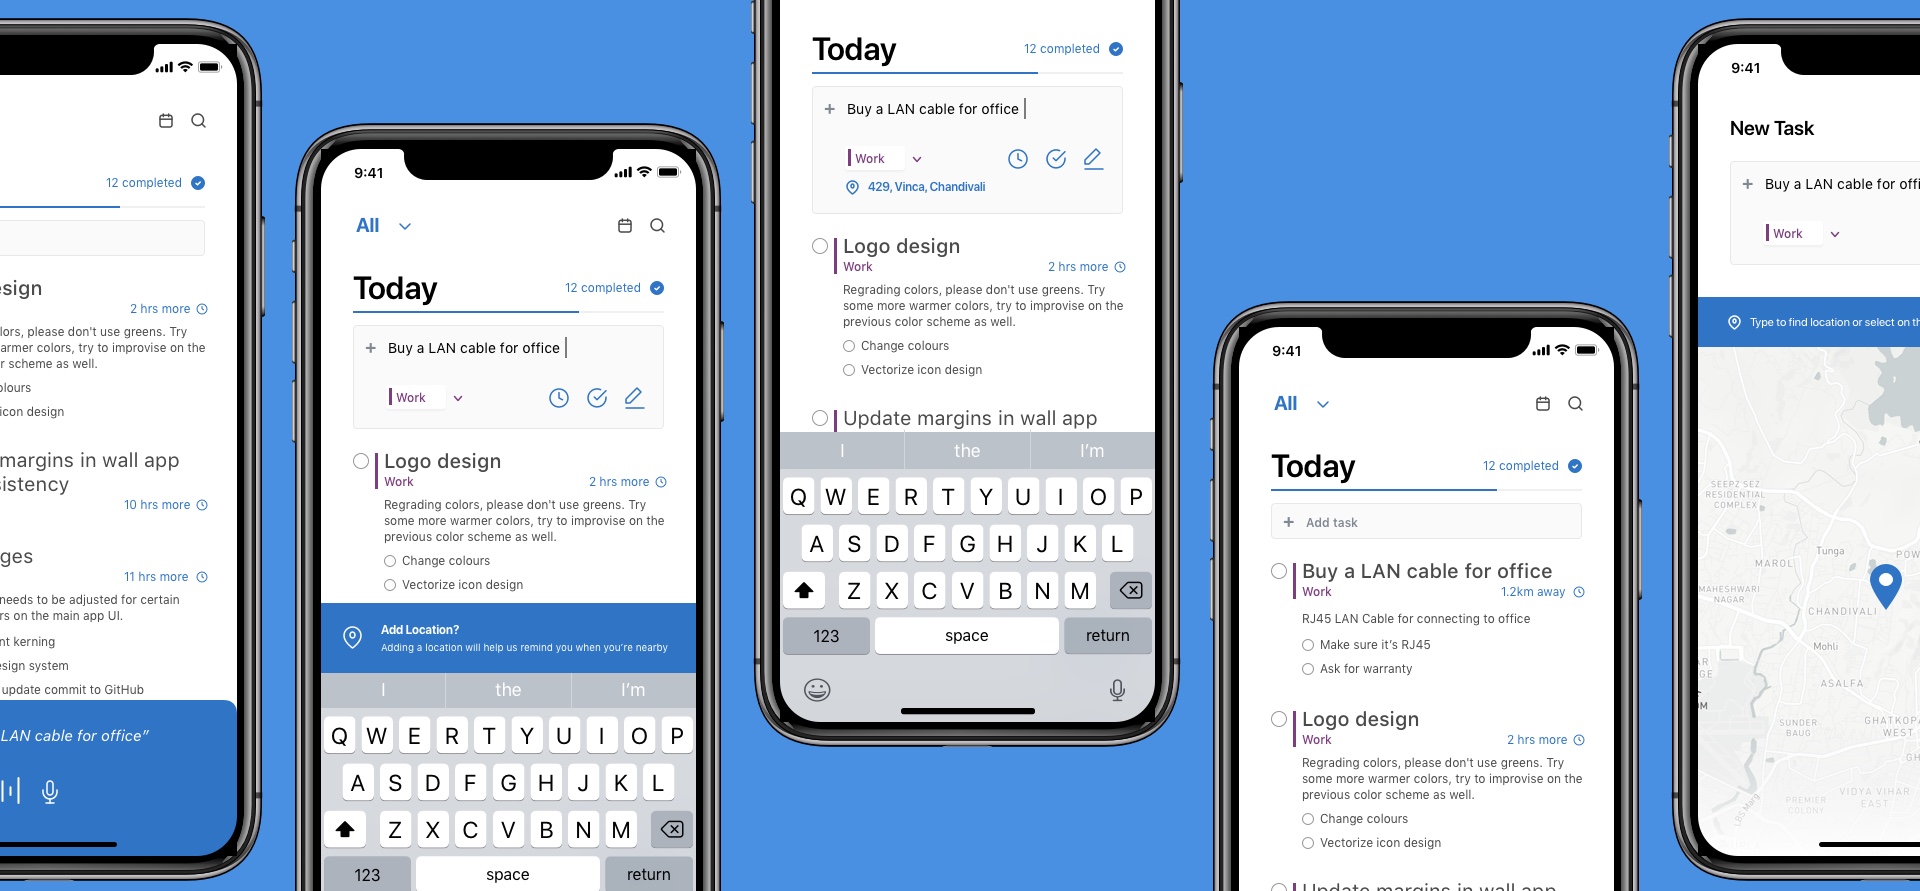 12 completed
esign
2 hrs more
lors, please don't use greens. Try
armer colors, try to improvise on the
r scheme as well.
olours
icon design
margins in wall app
sistency
10 hrs more
ges
11 hrs more
needs to be adjusted for certain
rs on the main app UI.
nt kerning
esign system
update commit to GitHub
LAN cable for office”
9:41
All
Today
12 completed
+ Buy a LAN cable for office
Work
Logo design
Work
2 hrs more
Regrading colors, please don't use greens. Try
some more warmer colors, try to improvise on the
previous color scheme as well.
Change colours
Vectorize icon design
Add Location?
Adding a location will help us remind you when you're nearby
I the I'm
Q W E R T Y U I O P
A S D F G H J K L
Z X C V B N M
123 space return
Today
12 completed
+ Buy a LAN cable for office
Work
429, Vinca, Chandivali
Logo design
Work
2 hrs more
Regrading colors, please don't use greens. Try
some more warmer colors, try to improvise on the
previous color scheme as well.
Change colours
Vectorize icon design
Update margins in wall app
I the I'm
Q W E R T Y U I O P
A S D F G H J K L
Z X C V B N M
123 space return
9:41
All
Today
12 completed
+ Add task
Buy a LAN cable for office
Work
1.2km away
RJ45 LAN Cable for connecting to office
Make sure it's RJ45
Ask for warranty
Logo design
Work
2 hrs more
Regrading colors, please don't use greens. Try
some more warmer colors, try to improvise on the
previous color scheme as well.
Change colours
Vectorize icon design
Update margins in wall app
9:41
New Task
+ Buy a LAN cable for offi
Work
Type to find location or select on th
SEEPZ SEZ
RESIDENTIAL
COMPLEX
Tunga
POW
MAROL
MAHESHWARI
NAGAR
CHANDIVALI
Mohli
AR
GE
ASALFA
OM
SUNDER
BAUG
GHATKOPA
WEST
GH
VIDYA VIHAR
EAST
PREMIER
COLONY
LBS Marg